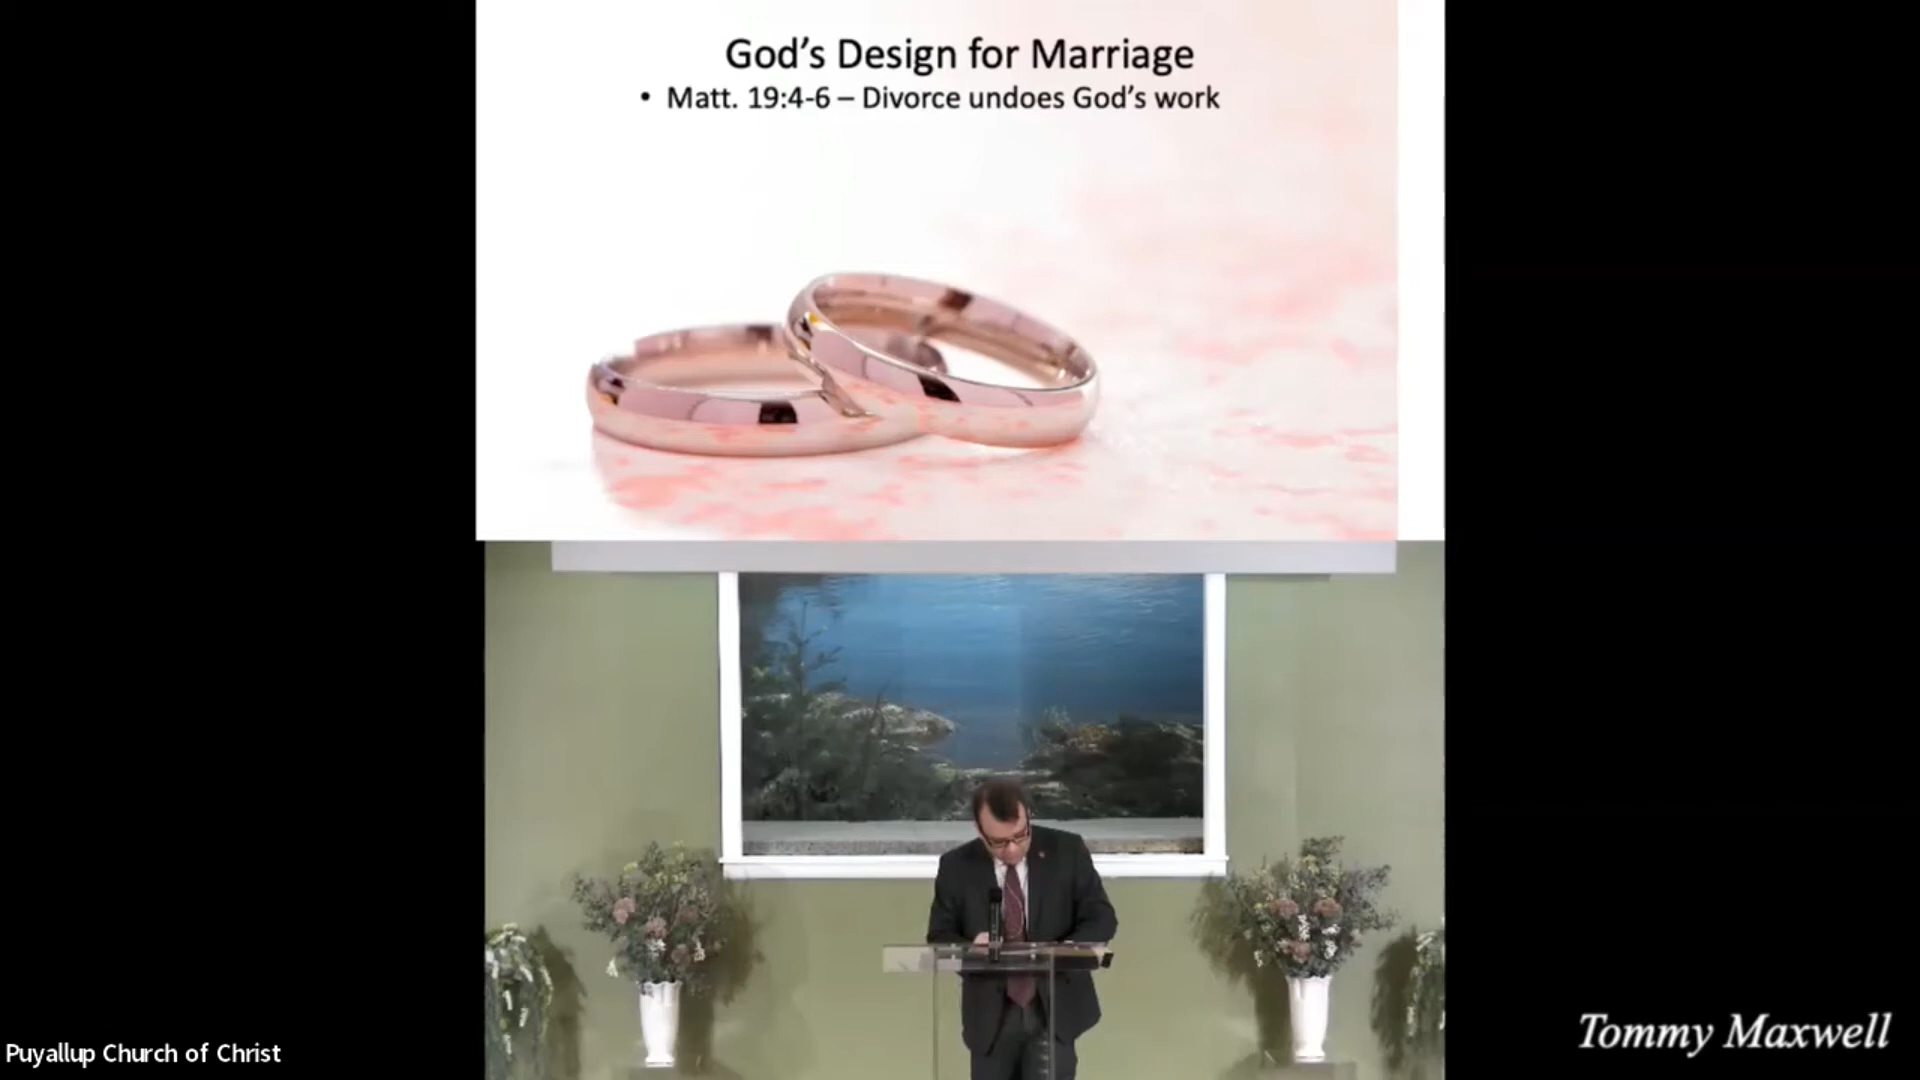 God’s Design for Marriage
• Matt. 19:4-6 – Divorce undoes God’s work
Puyallup Church of Christ
Tommy Maxwell